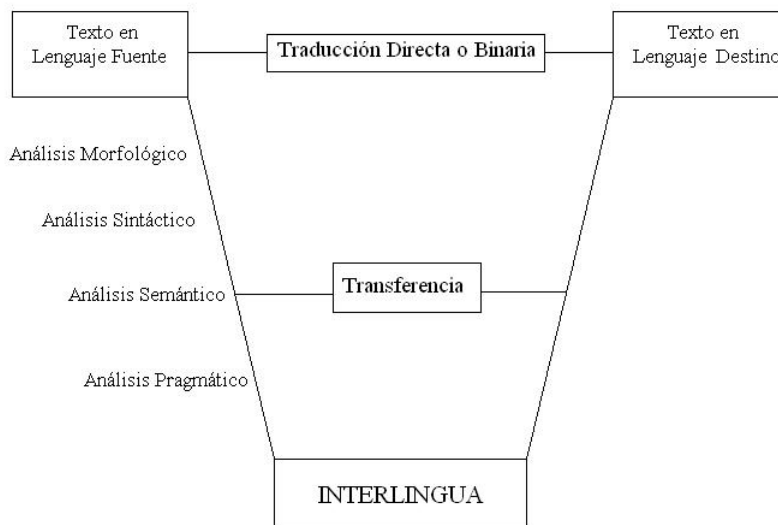 Texto en
Lenguaje Fuente
Traducción Directa o Binaria
Texto en
Lenguaje Destino
Análisis Morfológico
Análisis Sintáctico
Análisis Semántico
Transferencia
Análisis Pragmático
INTERLINGUA